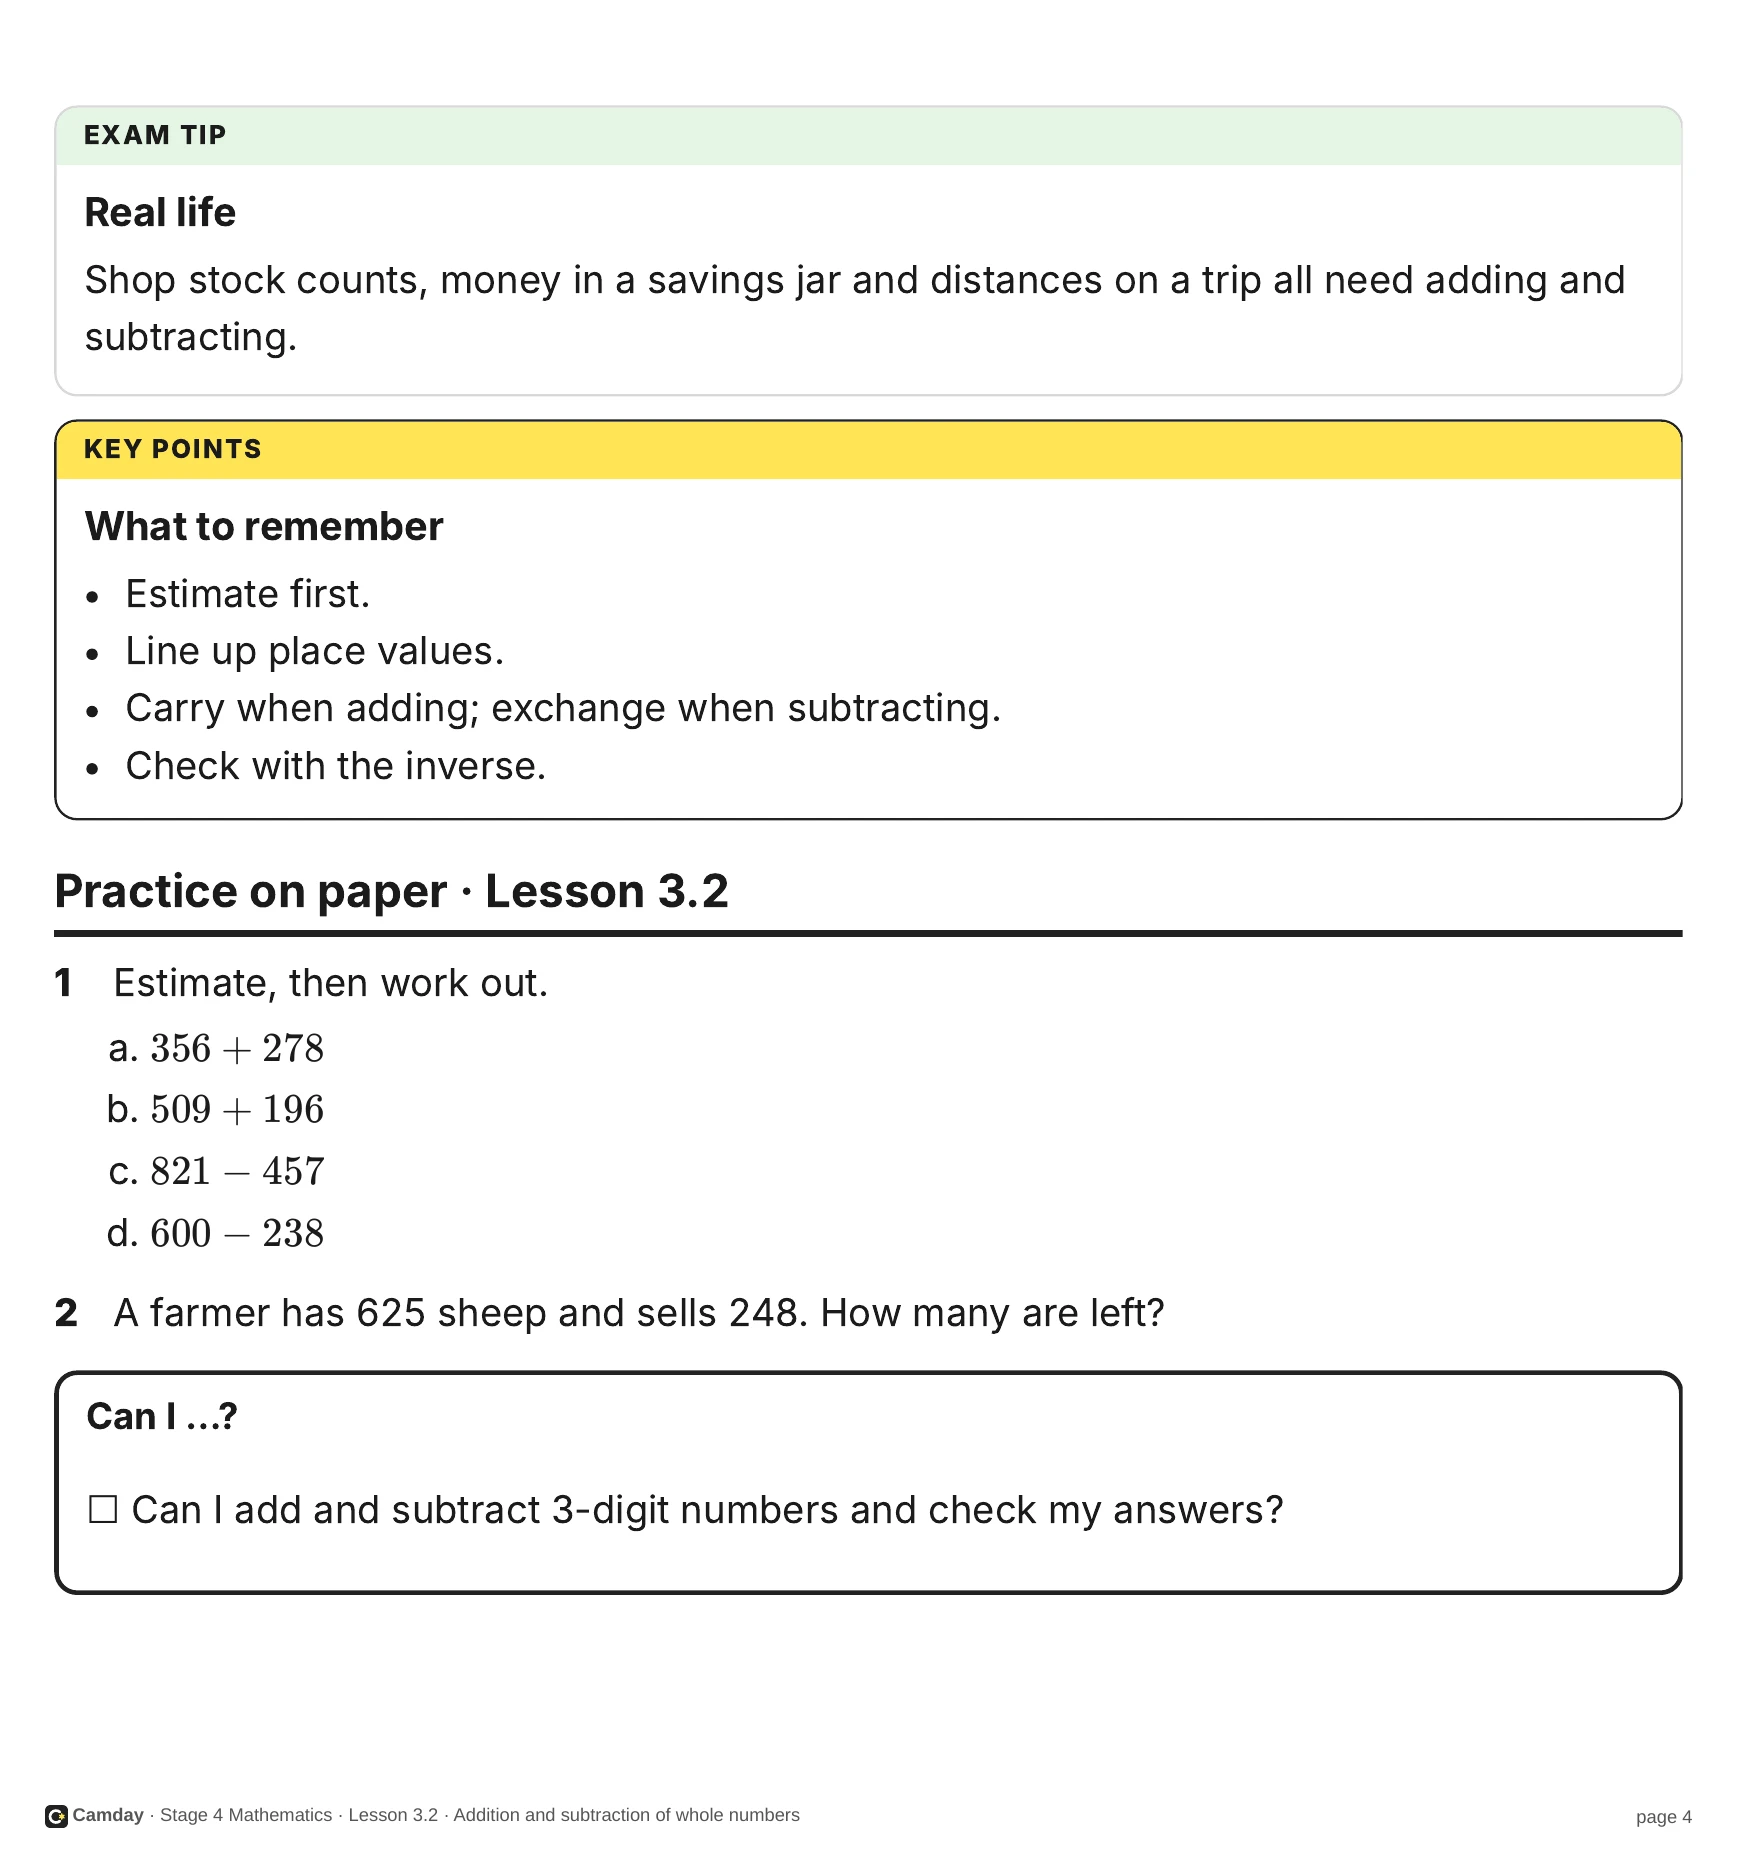 EXAM TIP
Real life
Shop stock counts, money in a savings jar and distances on a trip all need adding and
subtracting.
KEY POINTS
What to remember
• Estimate first.
• Line up place values.
• Carry when adding; exchange when subtracting.
• Check with the inverse.
Practice on paper · Lesson 3.2
1 Estimate, then work out.
a. 356 + 278
b. 509 + 196
c. 821 − 457
d. 600 − 238
2 A farmer has 625 sheep and sells 248. How many are left?
Can I …?
☐ Can I add and subtract 3-digit numbers and check my answers?
Camday · Stage 4 Mathematics · Lesson 3.2 · Addition and subtraction of whole numbers
page 4